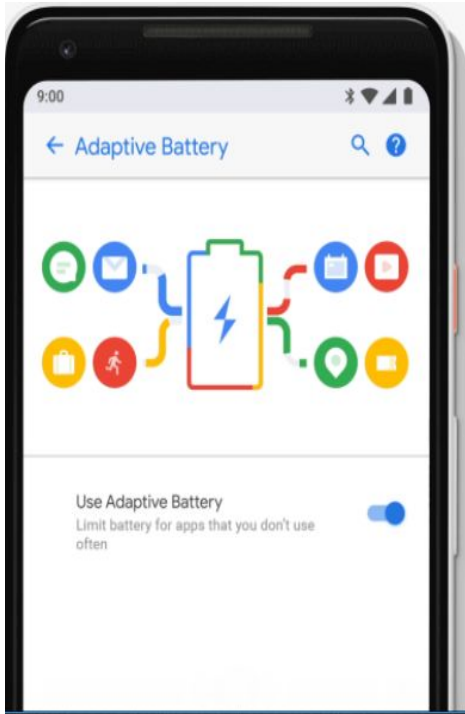 9:00
Adaptive Battery
Use Adaptive Battery
Limit battery for apps that you don't use
often